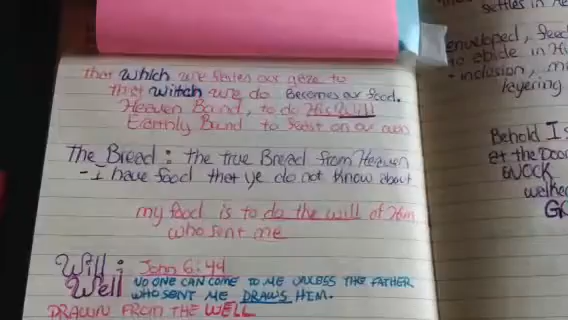 that which we fasten our gaze to
that witch we do Becomes our food.
Heaven Bound, to do His Will
Earthly Bound to feast on our own
The Bread : the true Bread from Heaven
- I have food that ye do not know about
my food is to do the will of Him
who sent me
Will : John 6:44
Well NO ONE CAN COME TO ME UNLESS THE FATHER
WHO SENT ME DRAWS HIM.
DRAWN FROM THE WELL
enveloped, feed
to abide in Hi
- inclusion, m
layering
Behold I s
at the Door
KNOCK